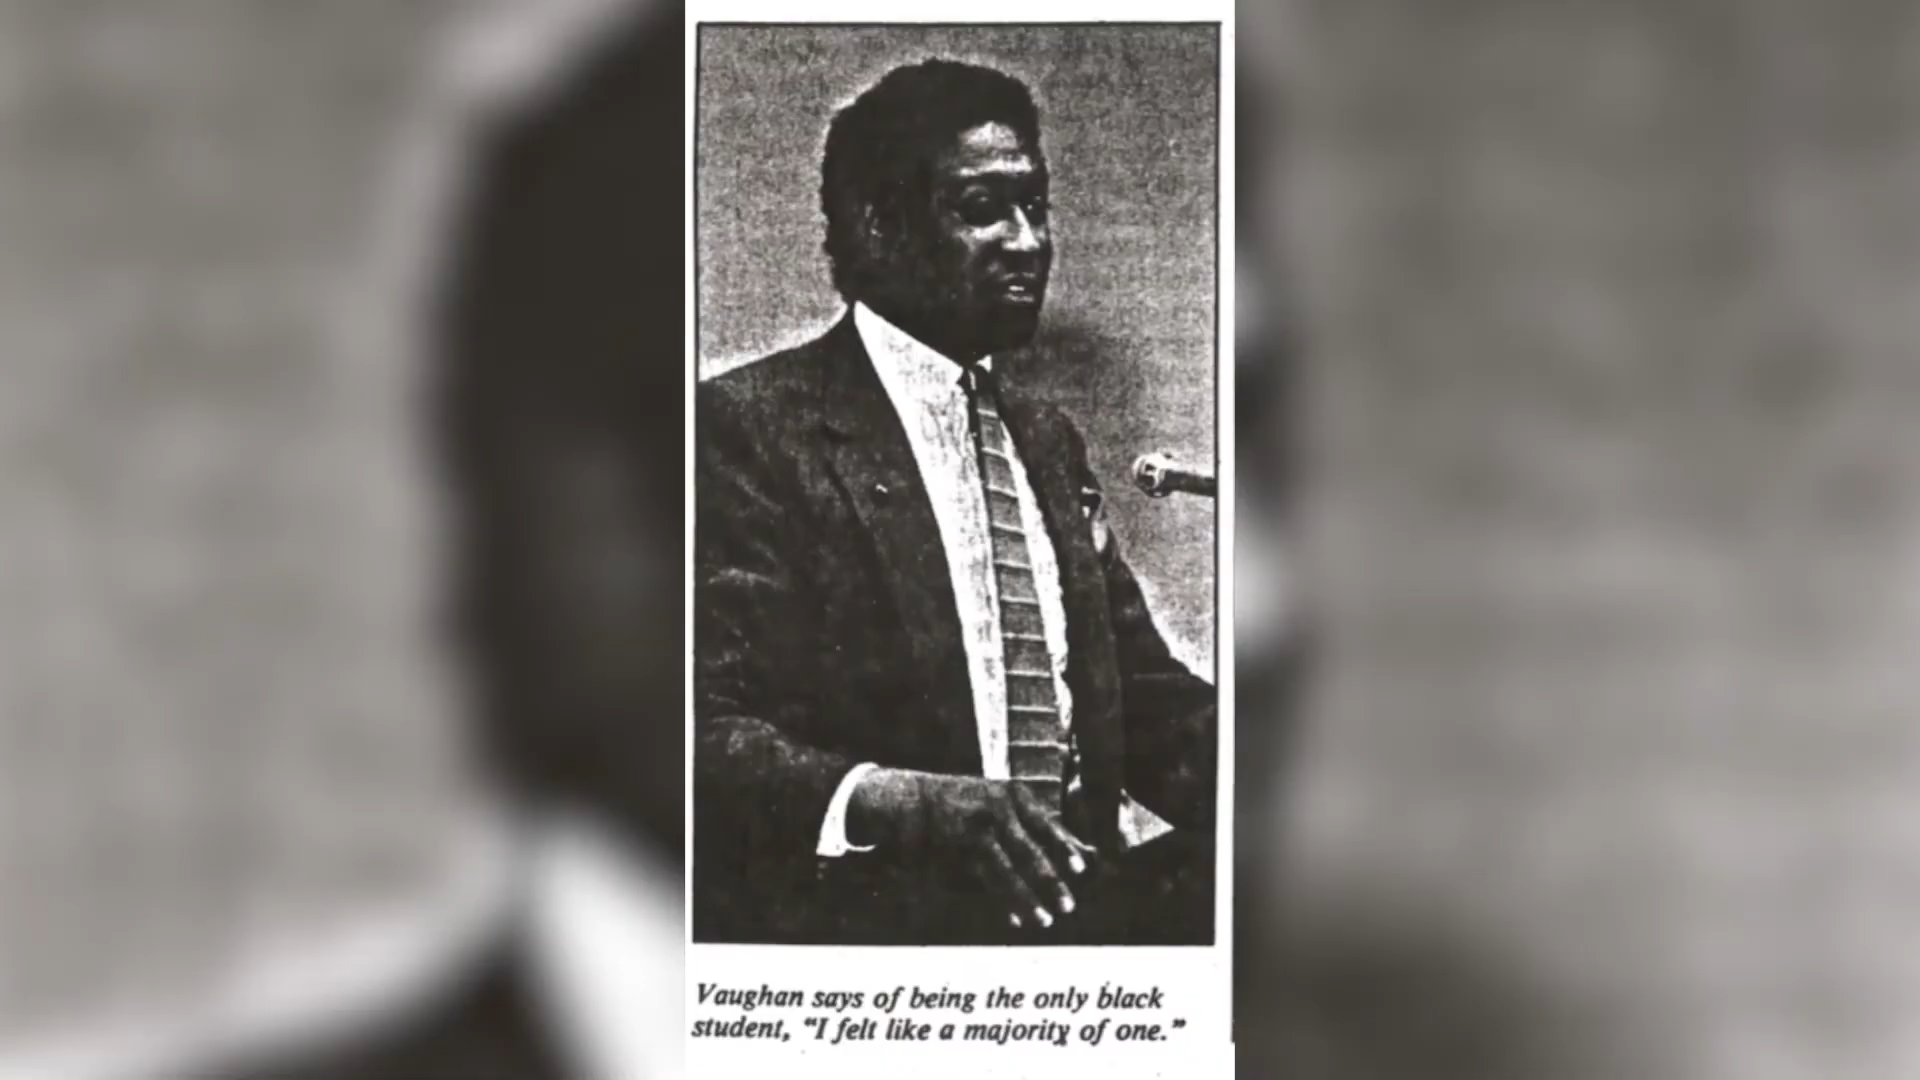 Vaughan says of being the only black
student, “I felt like a majority of one.”